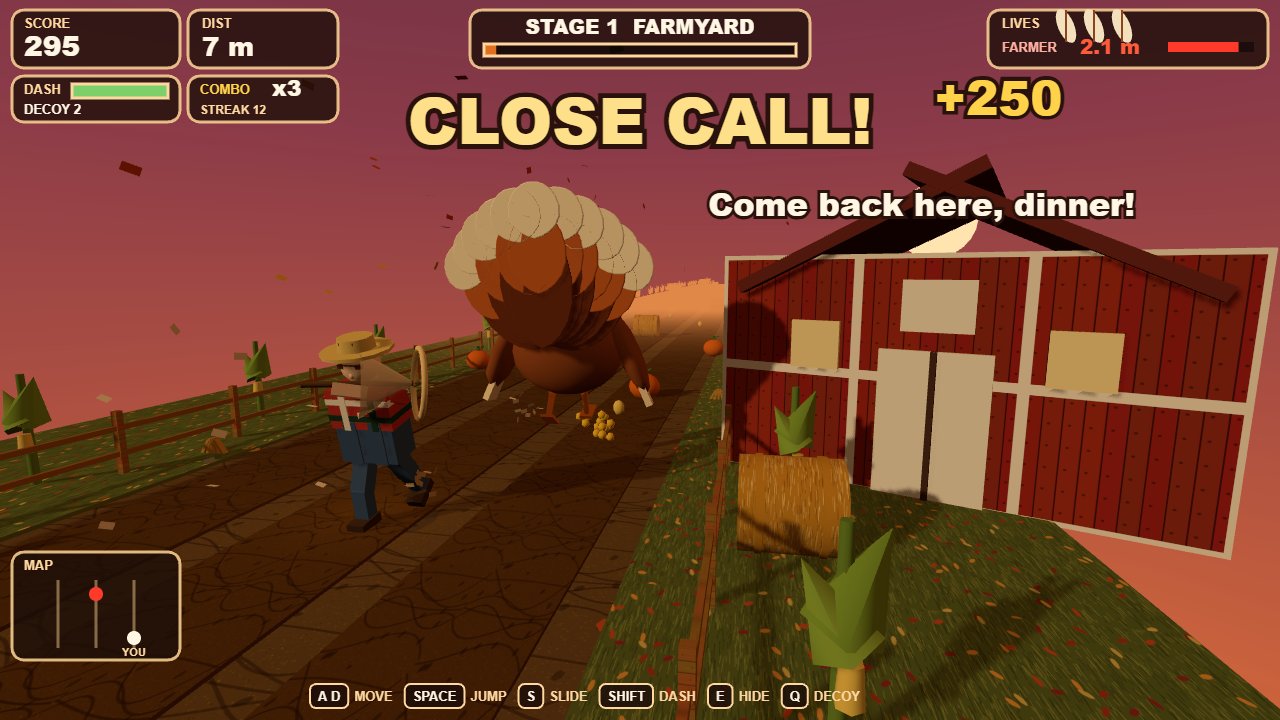 SCORE
295
DIST
7 m
STAGE 1 FARMYARD
LIVES
FARMER 2.1 m
DASH
DECOY 2
COMBO x3
STREAK 12
CLOSE CALL!
+250
Come back here, dinner!
MAP
YOU
A D MOVE SPACE JUMP S SLIDE SHIFT DASH E HIDE Q DECOY